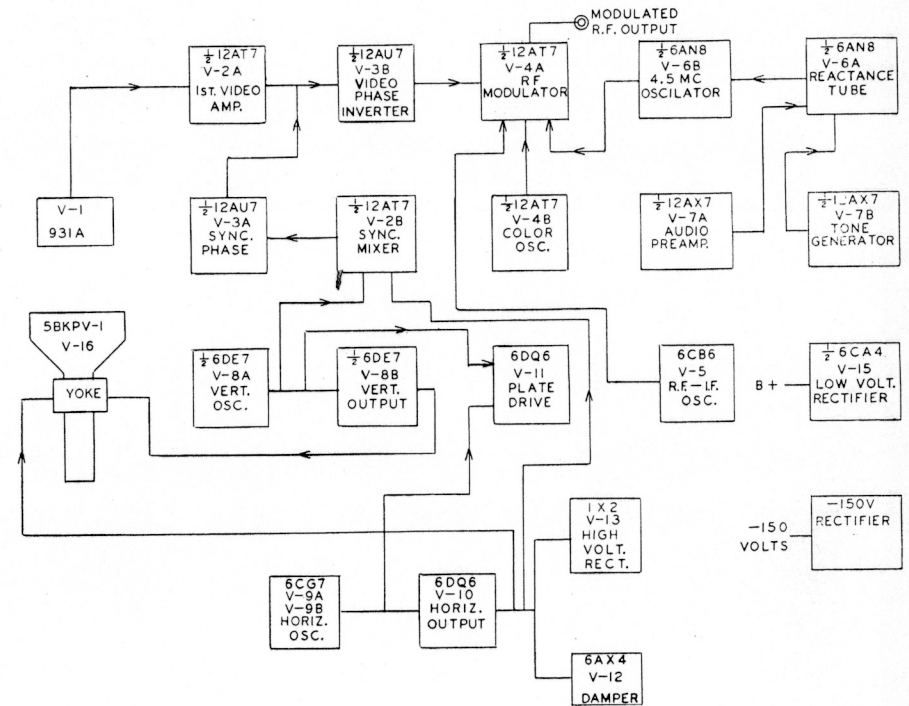 MODULATED
R.F. OUTPUT
½ 12AT7
V-2A
1ST. VIDEO
AMP.
½ 12AU7
V-3B
VIDEO
PHASE
INVERTER
½ 12AT7
V-4A
R.F.
MODULATOR
½ 6AN8
V-6B
4.5 MC
OSCILATOR
½ 6AN8
V-6A
REACTANCE
TUBE
V-1
931A
½ 12AU7
V-3A
SYNC.
PHASE
½ 12AT7
V-2B
SYNC.
MIXER
½ 12AT7
V-4B
COLOR
OSC.
½ 12AX7
V-7A
AUDIO
PREAMP.
½ 12AX7
V-7B
TONE
GENERATOR
5BKPV-1
V-16
YOKE
½ 6DE7
V-8A
VERT.
OSC.
½ 6DE7
V-8B
VERT.
OUTPUT
6DQ6
V-11
PLATE
DRIVE
6CB6
V-5
R.F.-I.F.
OSC.
B+
½ 6CA4
V-15
LOW VOLT.
RECTIFIER
1X2
V-13
HIGH
VOLT.
RECT.
-150
VOLTS
-150V
RECTIFIER
6CG7
V-9A
V-9B
HORIZ.
OSC.
6DQ6
V-10
HORIZ.
OUTPUT
6AX4
V-12
DAMPER